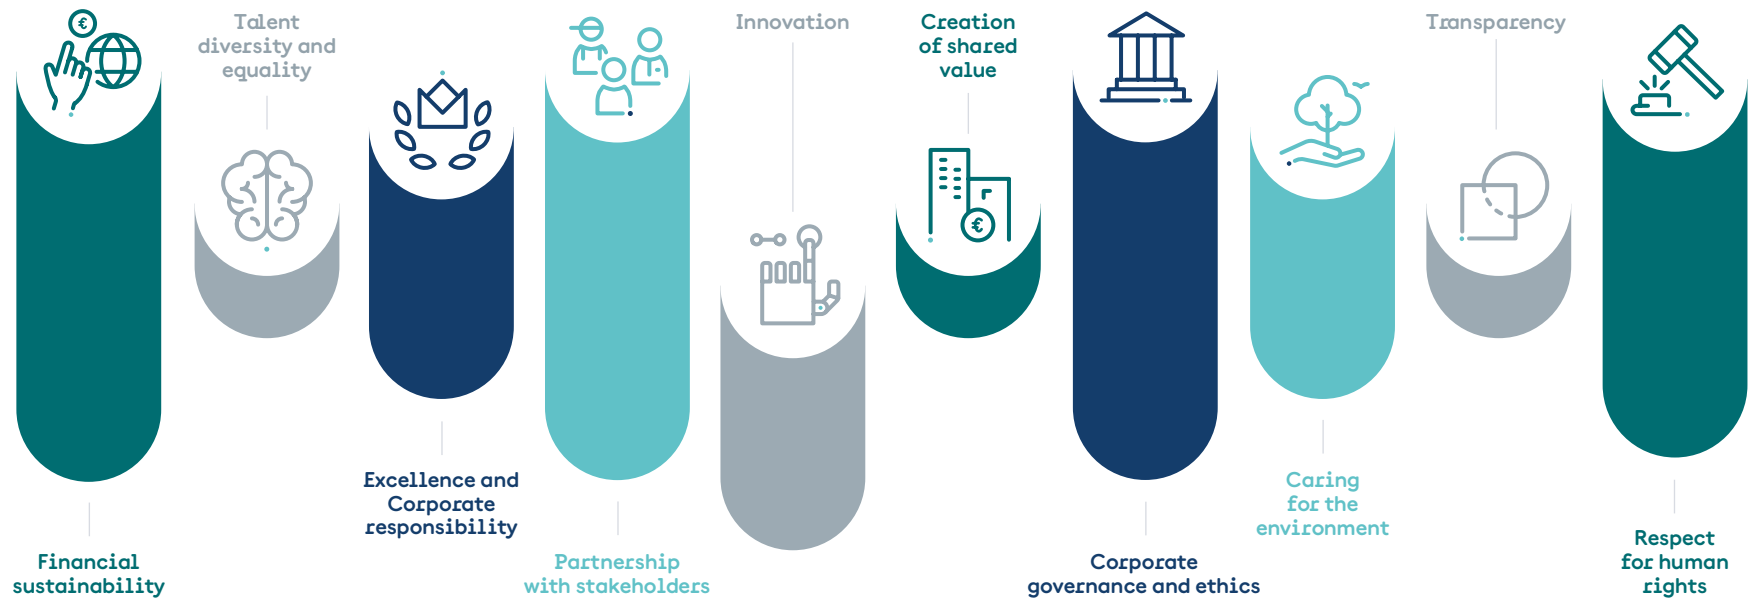 €
Financial
sustainability
Talent
diversity and
equality
Excellence and
Corporate
responsibility
Partnership
with stakeholders
Innovation
Creation
of shared
value
€
Corporate
governance and ethics
Caring
for the
environment
Transparency
Respect
for human
rights